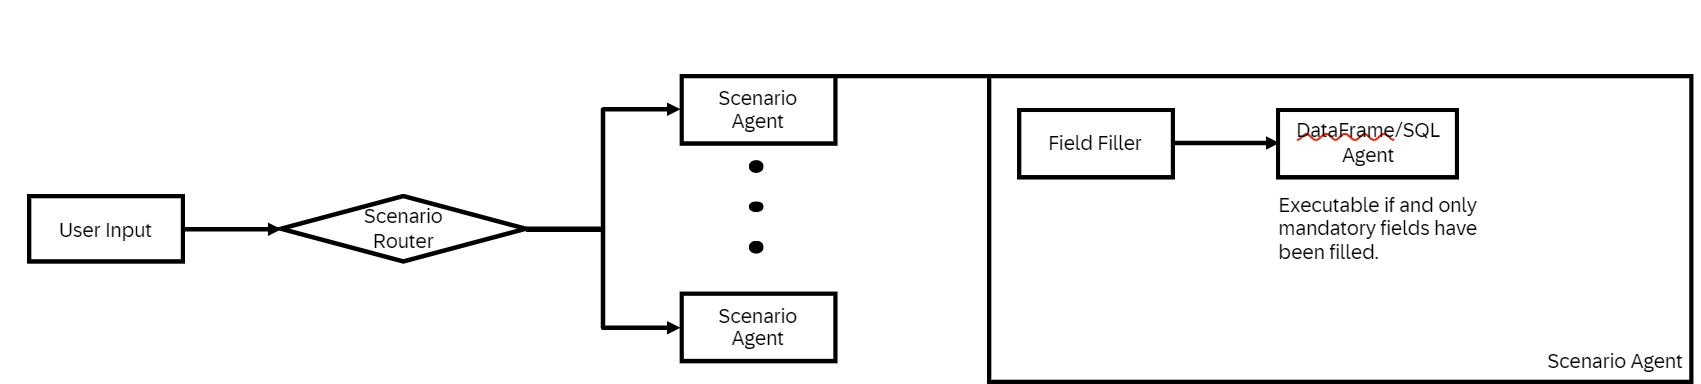 User Input
Scenario
Router
Scenario
Agent
Scenario
Agent
Field Filler
DataFrame/SQL
Agent
Executable if and only
mandatory fields have
been filled.
Scenario Agent